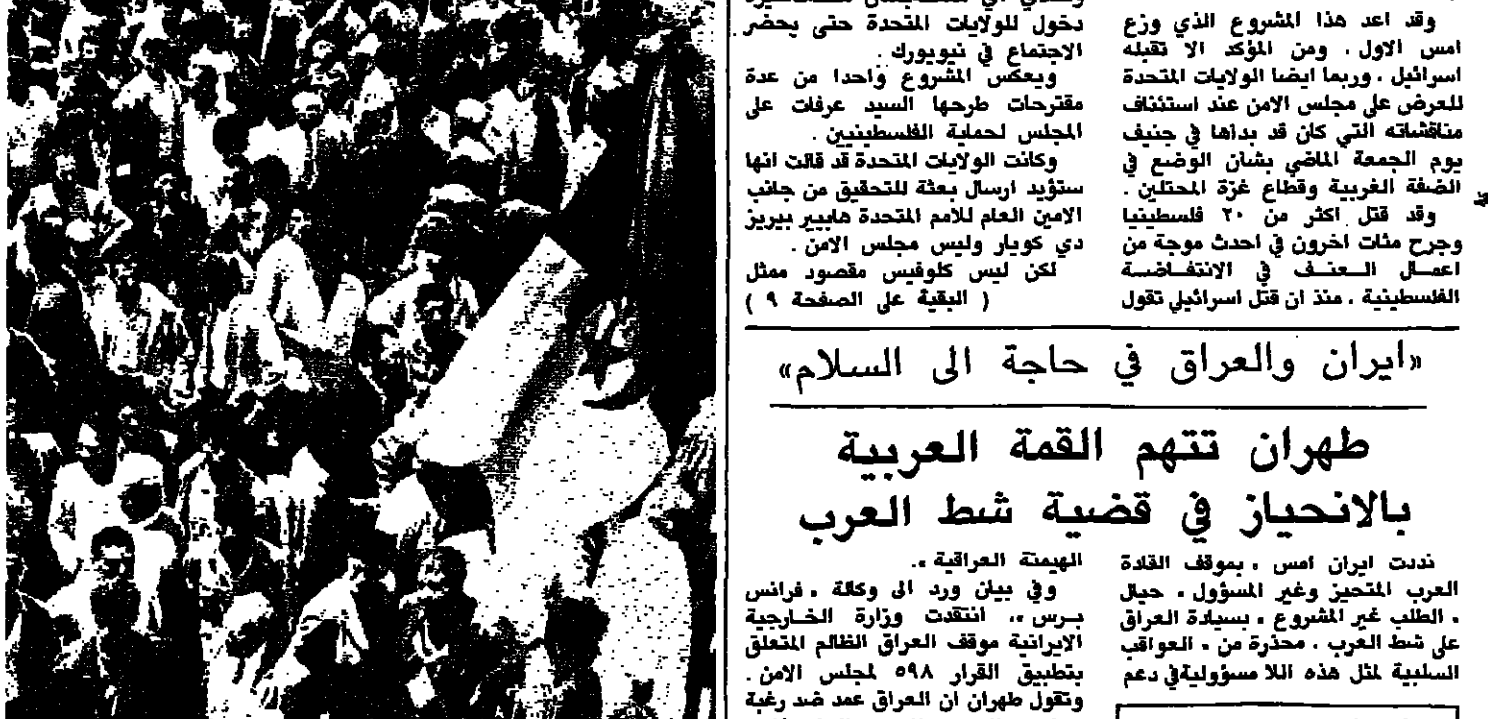 وقد اعد هذا المشروع الذي وزع
امس الاول . ومن المؤكد الا تقبله
اسرائيل . وربما ايضا الولايات المتحدة
للعرض على مجلس الامن عند استئناف
مناقشاته التي كان قد بدأها في جنيف
يوم الجمعة الماضي بشأن الوضع في
الضفة الغربية وقطاع غزة المحتلين .
وقد قتل اكثر من ٢٠ فلسطينيا
وجرح مئات اخرون في احدث موجة من
اعمال العنف في الانتفاضة
الفلسطينية . منذ ان قتل اسرائيلي تقول
دخول للولايات المتحدة حتى يحضر
الاجتماع في نيويورك .
ويعكس المشروع واحدا من عدة
مقترحات طرحها السيد عرفات على
المجلس لحماية الفلسطينيين .
وكانت الولايات المتحدة قد قالت انها
ستؤيد ارسال بعثة للتحقيق من جانب
الامين العام للأمم المتحدة هابيير بيريز
دي كويار وليس مجلس الامن .
لكن ليس كلوفيس مقصود ممثل
( البقية على الصفحة ٩ )
«ايران والعراق في حاجة الى السلام»
طهران تتهم القمة العربية
بالانحياز في قضية شط العرب
نددت ايران امس ، بموقف القادة
العرب المتحيز وغير المسؤول ، حيال
، الطلب غير المشروع ، بسيادة العراق
على شط العرب . محذرة من ، العواقب
السلبية لمثل هذه اللا مسؤولية في دعم
الهيمنة العراقية ،.
وفي بيان ورد الى وكالة ، فرانس
برس ،، انتقدت وزارة الخارجية
الايرانية موقف العراق الظالم المتعلق
بتطبيق القرار ٥٩٨ لمجلس الامن .
وتقول طهران ان العراق عمد ضد رغبة